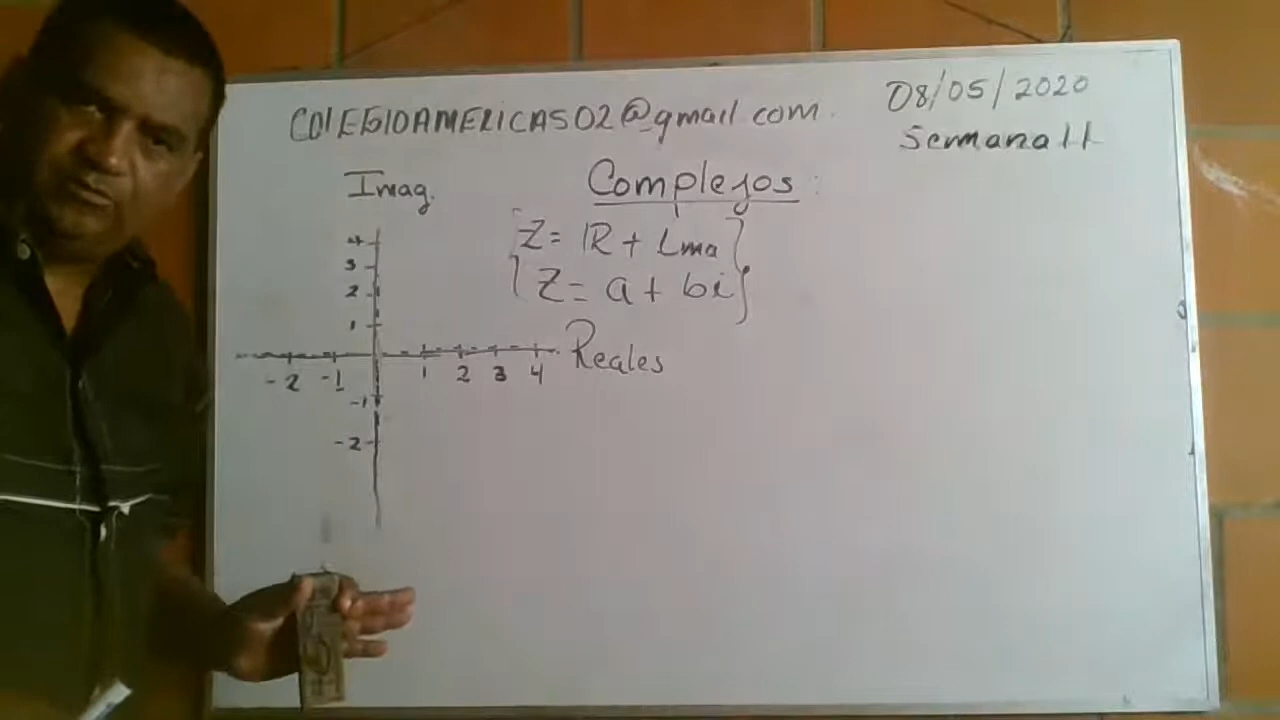 COLEGIOAMERICAS02@gmail com.
08/05/2020
Semana 11
Imag.
Complejos:
Z= IR + Ima
Z= a + bi
4
3
2
1
Reales
-2 -1 1 2 3 4
-1
-2